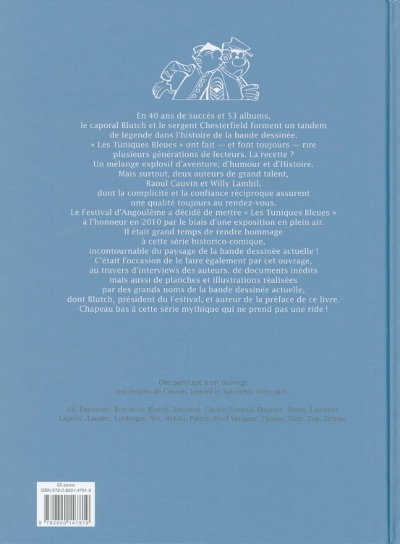 En 40 ans de succès et 53 albums,
le caporal Blutch et le sergent Chesterfield forment un tandem
de légende dans l'histoire de la bande dessinée.
« Les Tuniques Bleues » ont fait — et font toujours — rire
plusieurs générations de lecteurs. La recette ?
Un mélange explosif d'aventure, d'humour et d'Histoire.
Mais surtout, deux auteurs de grand talent,
Raoul Cauvin et Willy Lambil,
dont la complicité et la confiance réciproque assurent
une qualité toujours au rendez-vous.
Le Festival d'Angoulême a décidé de mettre « Les Tuniques Bleues »
à l'honneur en 2010 par le biais d'une exposition en plein air.
Il était grand temps de rendre hommage
à cette série historico-comique,
incontournable du paysage de la bande dessinée actuelle !
C'était l'occasion de le faire également par cet ouvrage,
au travers d'interviews des auteurs, de documents inédits
mais aussi de planches et illustrations réalisées
par des grands noms de la bande dessinée actuelle,
dont Blutch, président du Festival, et auteur de la préface de ce livre.
Chapeau bas à cette série mythique qui ne prend pas une ride !
Ont participé à cet ouvrage
Cauvin Lambil et
Blutch, Bouzard, Clarke,